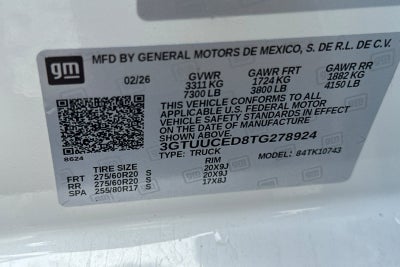 gm
MFD BY GENERAL MOTORS DE MEXICO, S. DE R.L. DE C.V.
02/26 GVWR GAWR FRT GAWR RR
3311 KG 1724 KG 1882 KG
7300 LB 3800 LB 4150 LB
THIS VEHICLE CONFORMS TO ALL
APPLICABLE U.S. FEDERAL MOTOR
VEHICLE SAFETY STANDARDS IN EFFECT
ON THE DATE OF MANUFACTURE
SHOWN ABOVE.
3GTUUCED8TG278924
8624 TYPE: TRUCK MODEL: 84TK10743
TIRE SIZE RIM
FRT 275/60R20 S 20X9J
RR 275/60R20 S 20X9J
SPA 255/80R17 S 17X8J